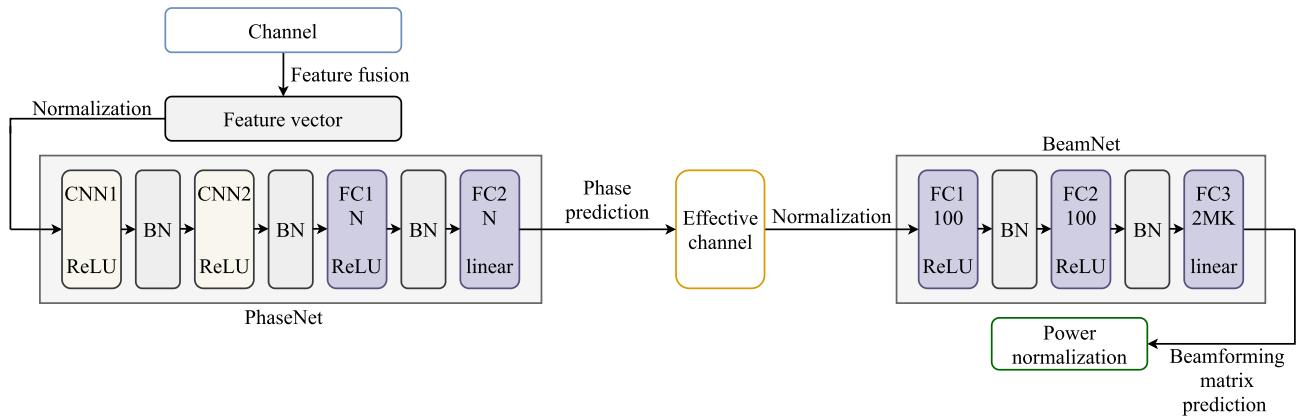 Channel
Feature fusion
Normalization
Feature vector
CNN1
ReLU
BN
CNN2
ReLU
BN
FC1
N
ReLU
BN
FC2
N
linear
PhaseNet
Phase
prediction
Effective
channel
Normalization
BeamNet
FC1
100
ReLU
BN
FC2
100
ReLU
BN
FC3
2MK
linear
Power
normalization
Beamforming
matrix
prediction